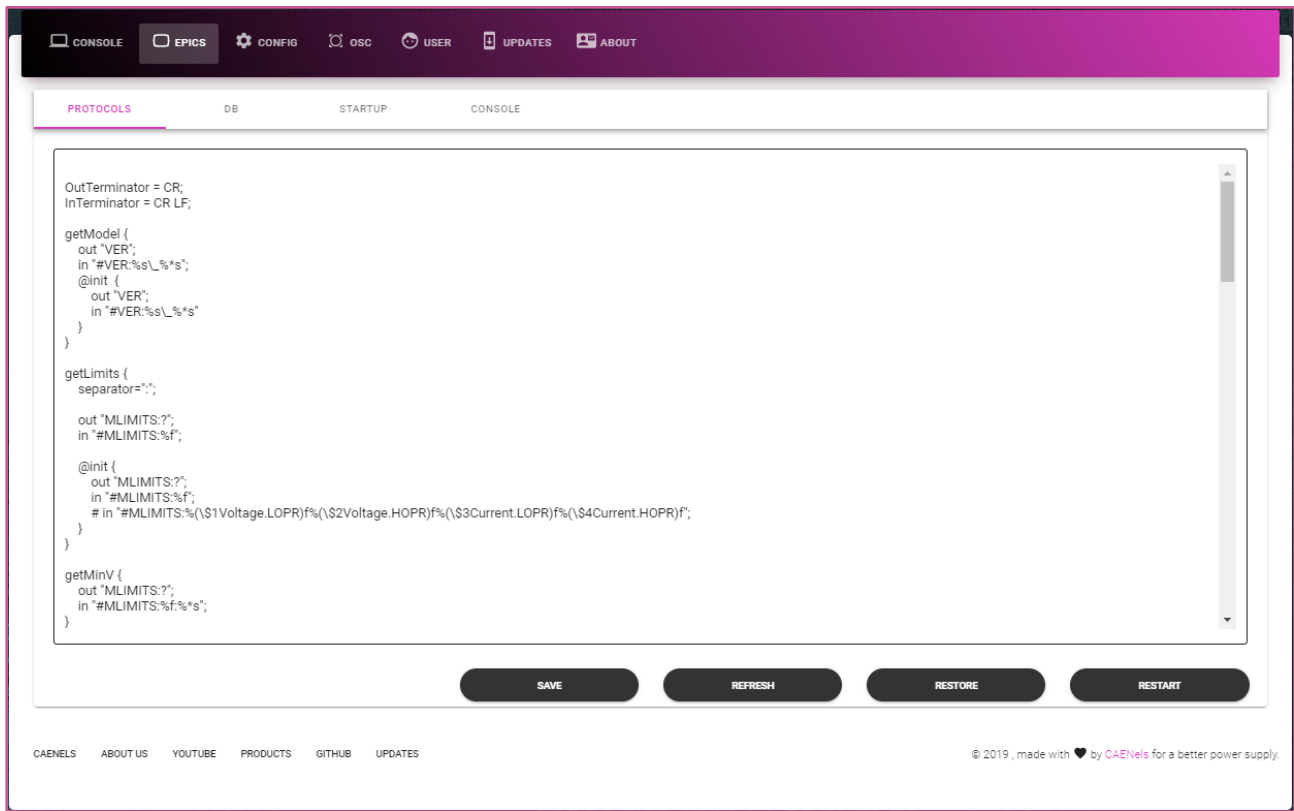 CONSOLE EPICS CONFIG OSC USER UPDATES ABOUT
PROTOCOLS DB STARTUP CONSOLE
OutTerminator = CR;
InTerminator = CR LF;
getModel {
out "VER";
in "#VER:%s\_%*s";
@init {
out "VER";
in "#VER:%s\_%*s"
}
}
getLimits {
separator=":";
out "MLIMITS:?";
in "#MLIMITS:%f";
@init {
out "MLIMITS:?";
in "#MLIMITS:%f";
# in "#MLIMITS:%(\$1Voltage.LOPR)f%(\$2Voltage.HOPR)f%(\$3Current.LOPR)f%(\$4Current.HOPR)f";
}
}
getMinV {
out "MLIMITS:?";
in "#MLIMITS:%f:%*s";
}
SAVE REFRESH RESTORE RESTART
CAENELS ABOUT US YOUTUBE PRODUCTS GITHUB UPDATES © 2019 , made with ♥ by CAENels for a better power supply.